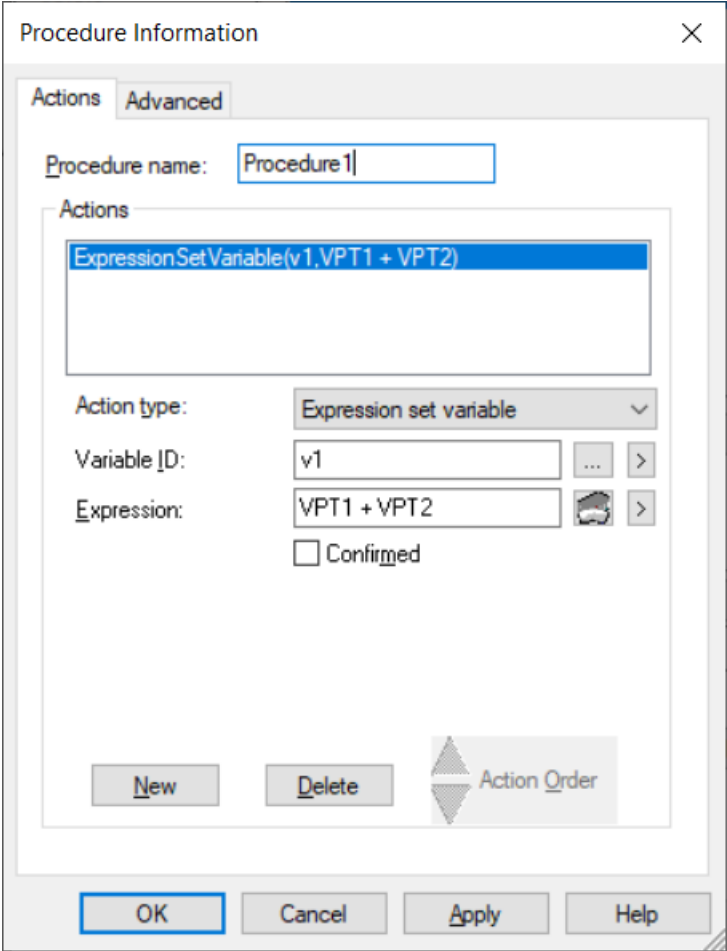 Procedure Information
Actions Advanced
Procedure name: Procedure1
Actions
ExpressionSetVariable(v1,VPT1 + VPT2)
Action type: Expression set variable
Variable ID: v1 ... >
Expression: VPT1 + VPT2 >
Confirmed
New Delete Action Order
OK Cancel Apply Help